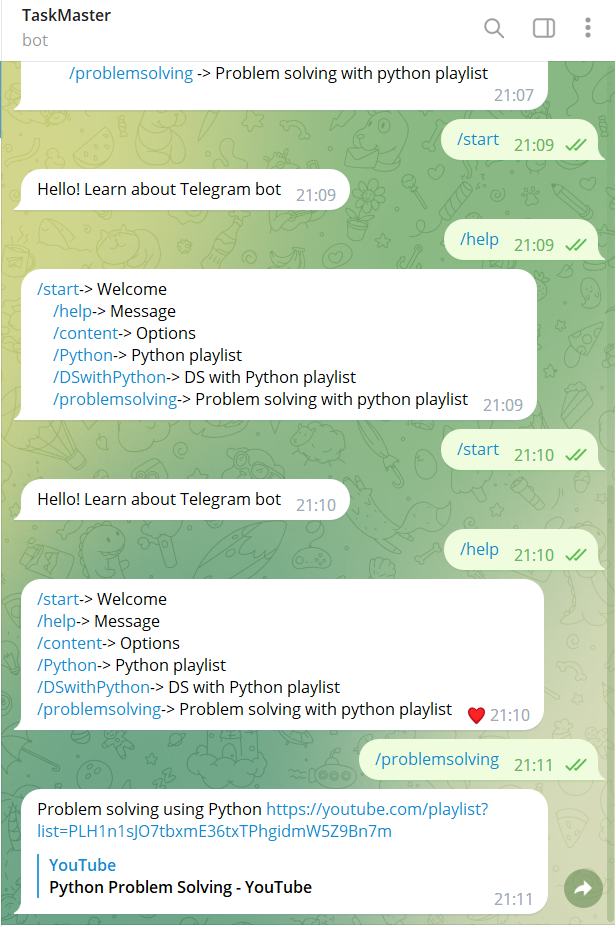 TaskMaster
bot
/problemsolving -> Problem solving with python playlist
21:07
/start 21:09
Hello! Learn about Telegram bot 21:09
/help 21:09
/start-> Welcome
/help-> Message
/content-> Options
/Python-> Python playlist
/DSwithPython-> DS with Python playlist
/problemsolving-> Problem solving with python playlist 21:09
/start 21:10
Hello! Learn about Telegram bot 21:10
/help 21:10
/start-> Welcome
/help-> Message
/content-> Options
/Python-> Python playlist
/DSwithPython-> DS with Python playlist
/problemsolving-> Problem solving with python playlist ❤️ 21:10
/problemsolving 21:11
Problem solving using Python https://youtube.com/playlist?
list=PLH1n1sJO7tbxmE36txTPhgidmW5Z9Bn7m
YouTube
Python Problem Solving - YouTube
21:11